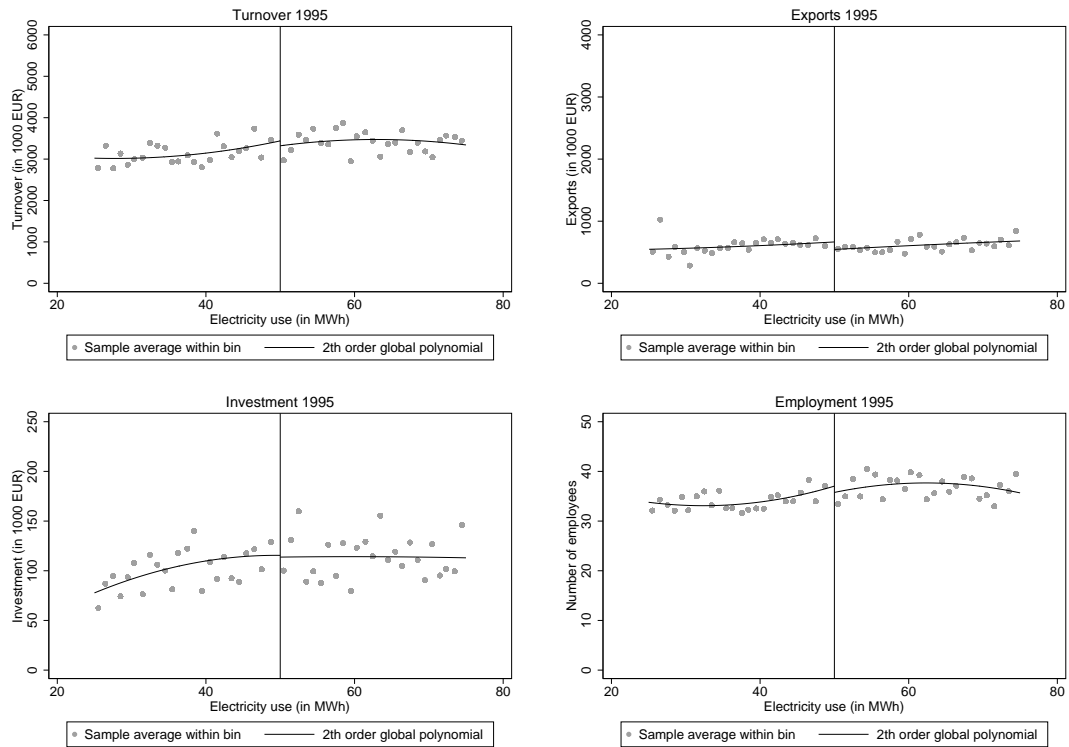 Turnover 1995
Turnover (in 1000 EUR)
6000
5000
4000
3000
2000
1000
0
20 40 60 80
Electricity use (in MWh)
Sample average within bin 2th order global polynomial
Exports 1995
Exports (in 1000 EUR)
4000
3000
2000
1000
0
20 40 60 80
Electricity use (in MWh)
Sample average within bin 2th order global polynomial
Investment 1995
Investment (in 1000 EUR)
250
200
150
100
50
0
20 40 60 80
Electricity use (in MWh)
Sample average within bin 2th order global polynomial
Employment 1995
Number of employees
50
40
30
20
10
0
20 40 60 80
Electricity use (in MWh)
Sample average within bin 2th order global polynomial